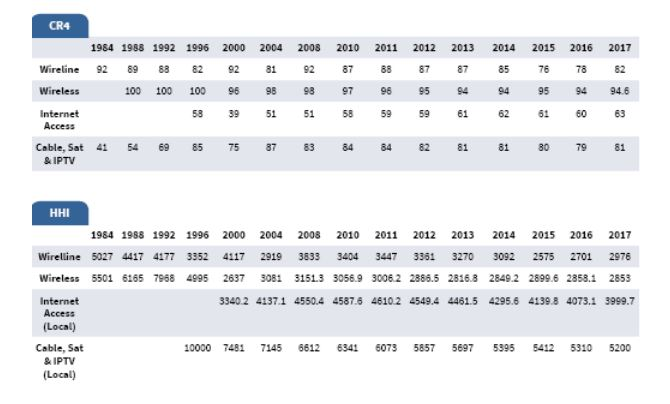 CR4
1984 1988 1992 1996 2000 2004 2008 2010 2011 2012 2013 2014 2015 2016 2017
Wireline 92 89 88 82 92 81 92 87 88 87 87 85 76 78 82
Wireless 100 100 100 96 98 98 97 96 95 94 94 95 94 94.6
Internet
Access 58 39 51 51 58 59 59 61 62 61 60 63
Cable, Sat
& IPTV 41 54 69 85 75 87 83 84 84 82 81 81 80 79 81
HHI
1984 1988 1992 1996 2000 2004 2008 2010 2011 2012 2013 2014 2015 2016 2017
Wirelline 5027 4417 4177 3352 4117 2919 3833 3404 3447 3361 3270 3092 2575 2701 2976
Wireless 5501 6165 7968 4995 2637 3081 3151.3 3056.9 3006.2 2886.5 2816.8 2849.2 2899.6 2858.1 2853
Internet
Access
(Local) 3340.2 4137.1 4550.4 4587.6 4610.2 4549.4 4461.5 4295.6 4139.8 4073.1 3999.7
Cable, Sat
& IPTV
(Local) 10000 7481 7145 6612 6341 6073 5857 5697 5395 5412 5310 5200